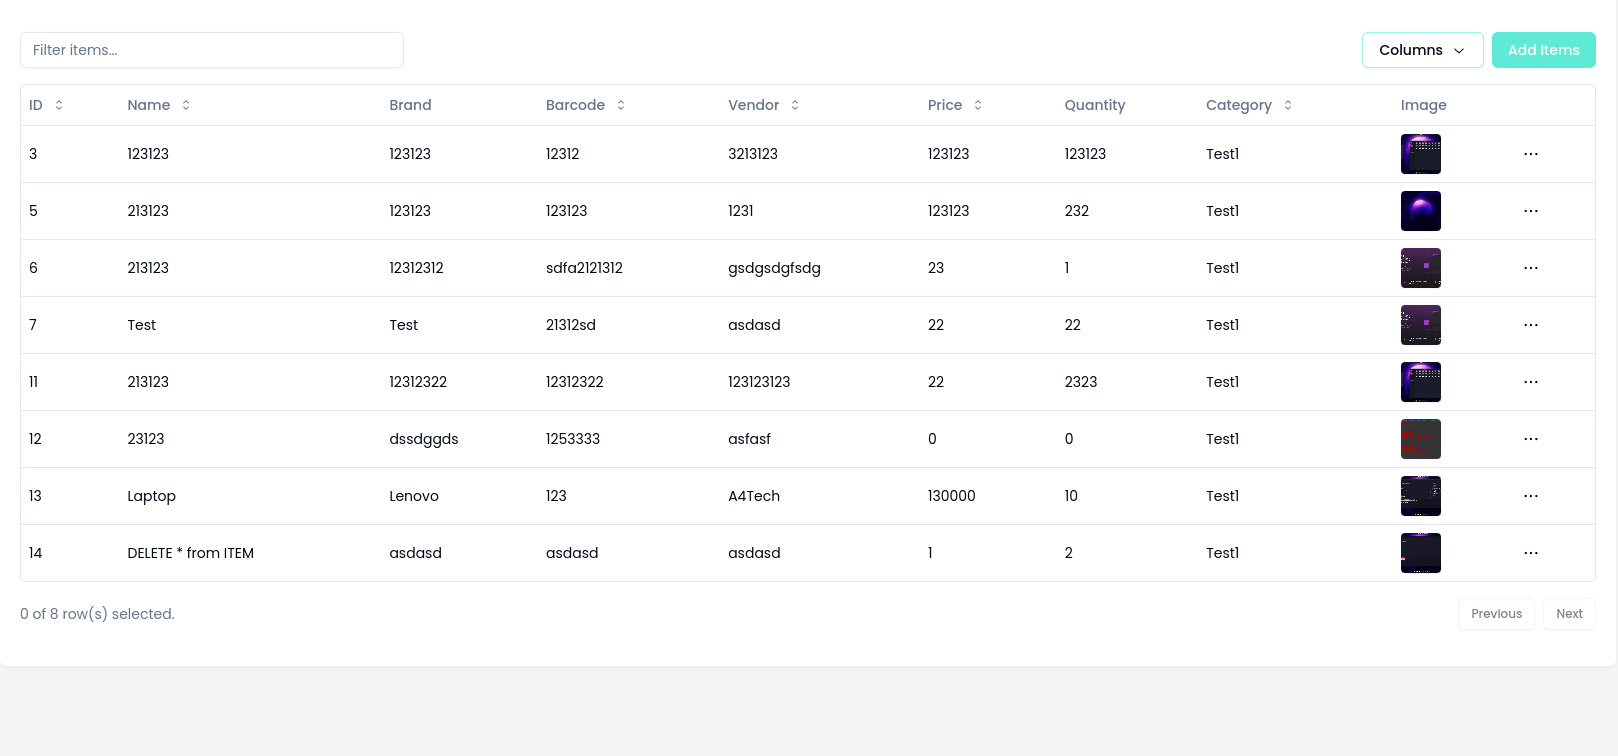 Filter items...
Columns
Add Items
ID Name Brand Barcode Vendor Price Quantity Category Image
3 123123 123123 12312 3213123 123123 123123 Test1 ...
5 213123 123123 123123 1231 123123 232 Test1 ...
6 213123 12312312 sdfa2121312 gsdgsdgfsdg 23 1 Test1 ...
7 Test Test 21312sd asdasd 22 22 Test1 ...
11 213123 12312322 12312322 123123123 22 2323 Test1 ...
12 23123 dssdggds 1253333 asfasf 0 0 Test1 ...
13 Laptop Lenovo 123 A4Tech 130000 10 Test1 ...
14 DELETE * from ITEM asdasd asdasd asdasd 1 2 Test1 ...
0 of 8 row(s) selected.
Previous
Next